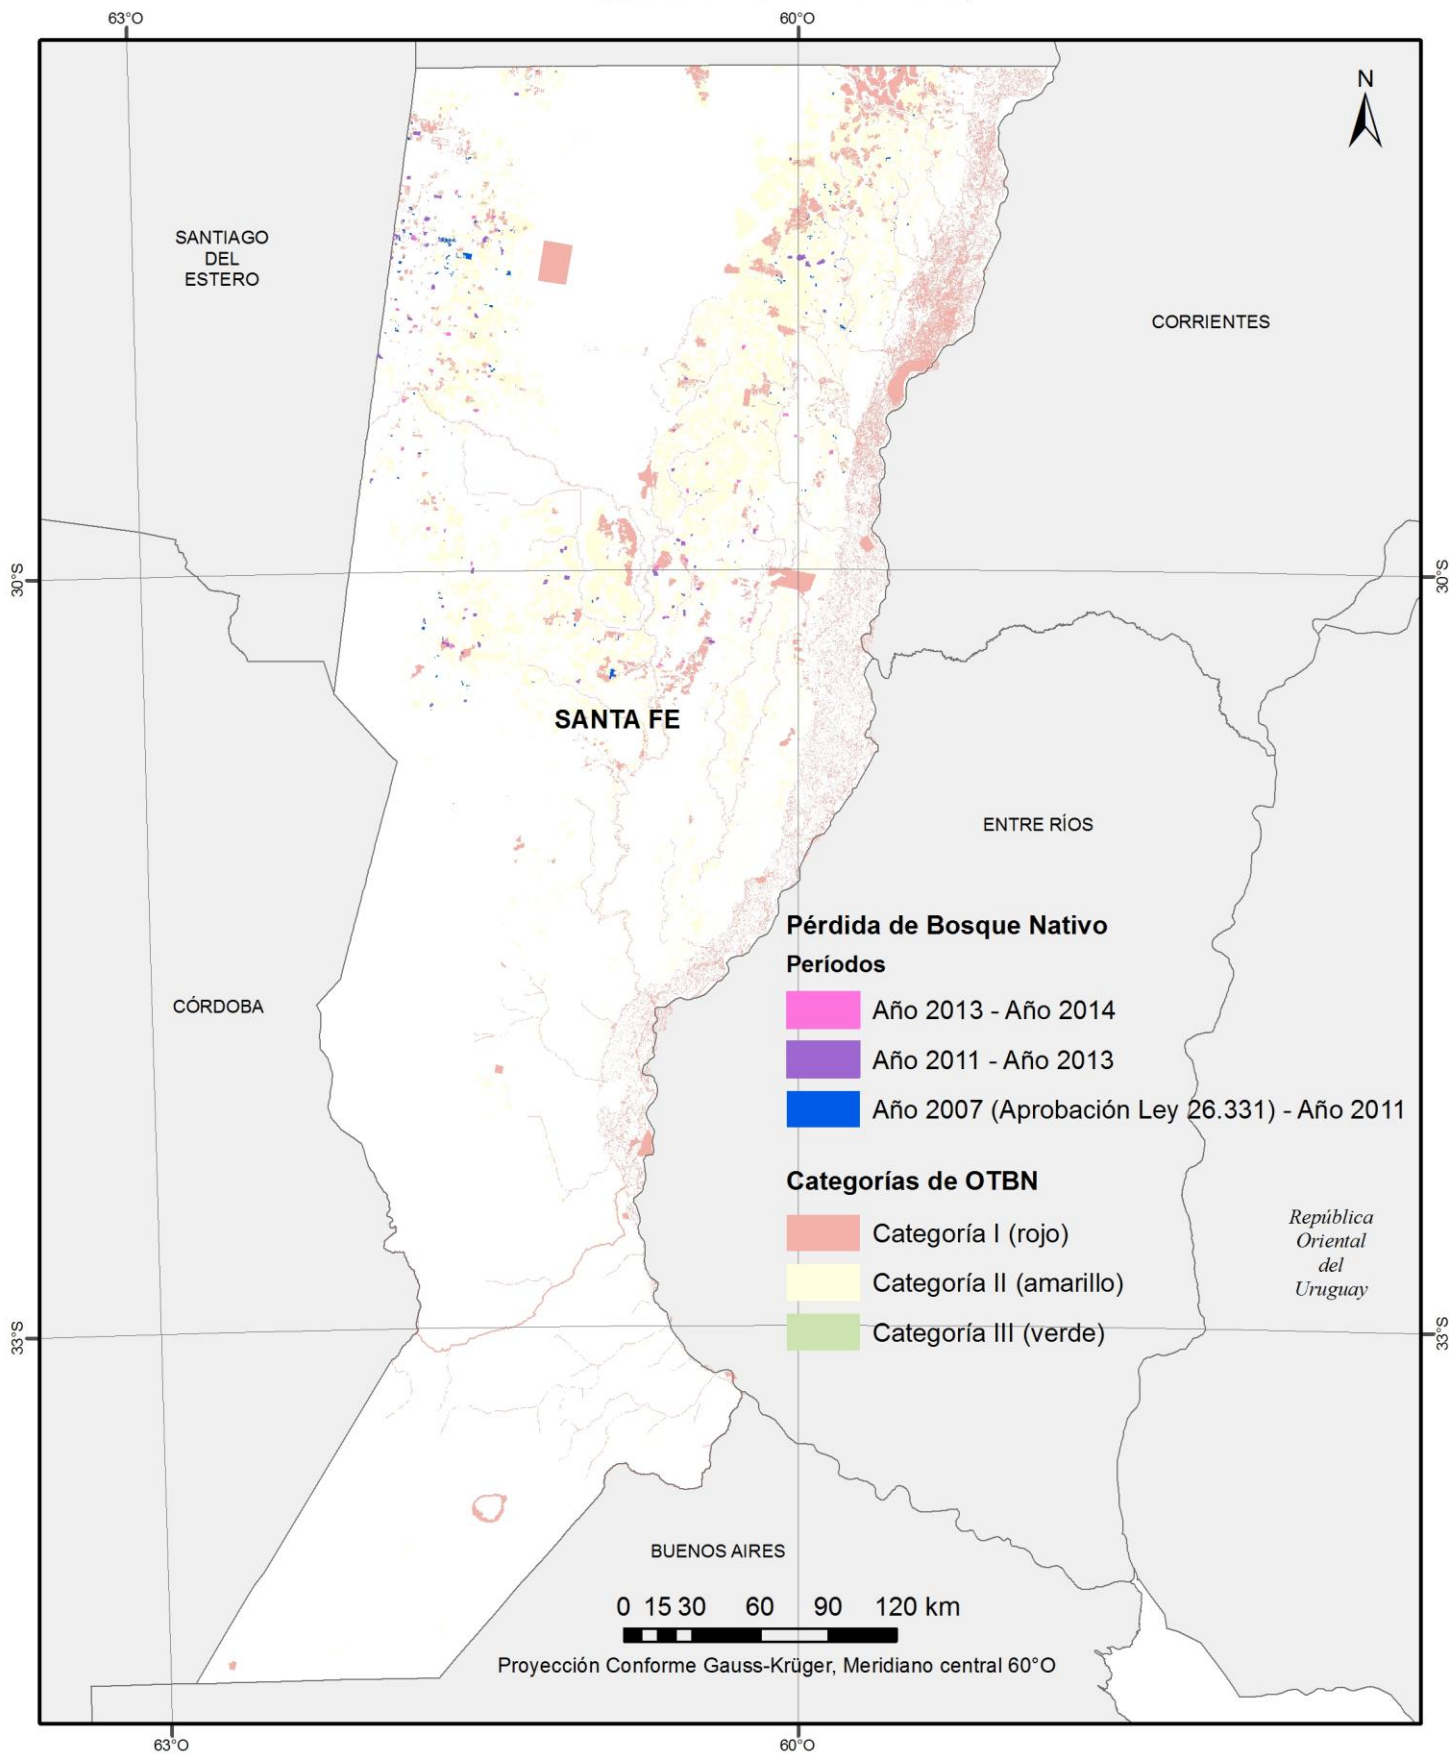 63°O
60°O
N
SANTIAGO
DEL
ESTERO
CORRIENTES
30°S
30°S
SANTA FE
ENTRE RÍOS
CÓRDOBA
Pérdida de Bosque Nativo
Períodos
Año 2013 - Año 2014
Año 2011 - Año 2013
Año 2007 (Aprobación Ley 26.331) - Año 2011
Categorías de OTBN
Categoría I (rojo)
Categoría II (amarillo)
Categoría III (verde)
República
Oriental
del
Uruguay
33°S
33°S
BUENOS AIRES
0 15 30 60 90 120 km
Proyección Conforme Gauss-Krüger, Meridiano central 60°O
63°O
60°O